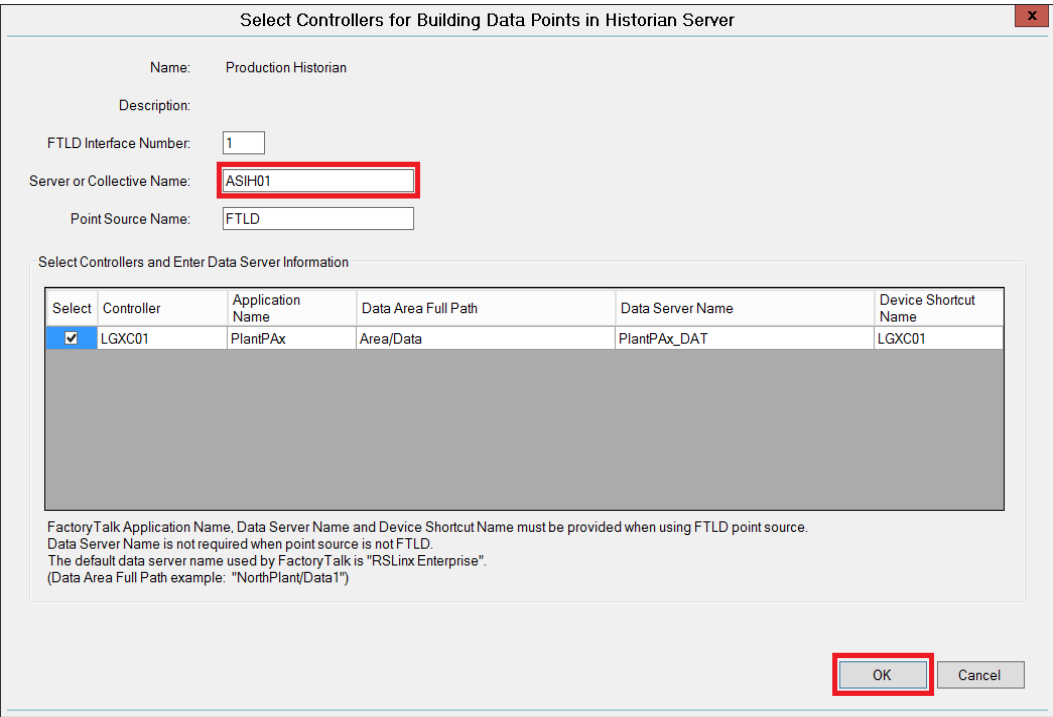 Select Controllers for Building Data Points in Historian Server
x
Name: Production Historian
Description:
FTLD Interface Number: 1
Server or Collective Name: ASIH01
Point Source Name: FTLD
Select Controllers and Enter Data Server Information
Select Controller Application Name Data Area Full Path Data Server Name Device Shortcut Name
LGXC01 PlantPAx Area/Data PlantPAx_DAT LGXC01
FactoryTalk Application Name, Data Server Name and Device Shortcut Name must be provided when using FTLD point source.
Data Server Name is not required when point source is not FTLD.
The default data server name used by FactoryTalk is "RSLinx Enterprise".
(Data Area Full Path example: "NorthPlant/Data1")
OK Cancel